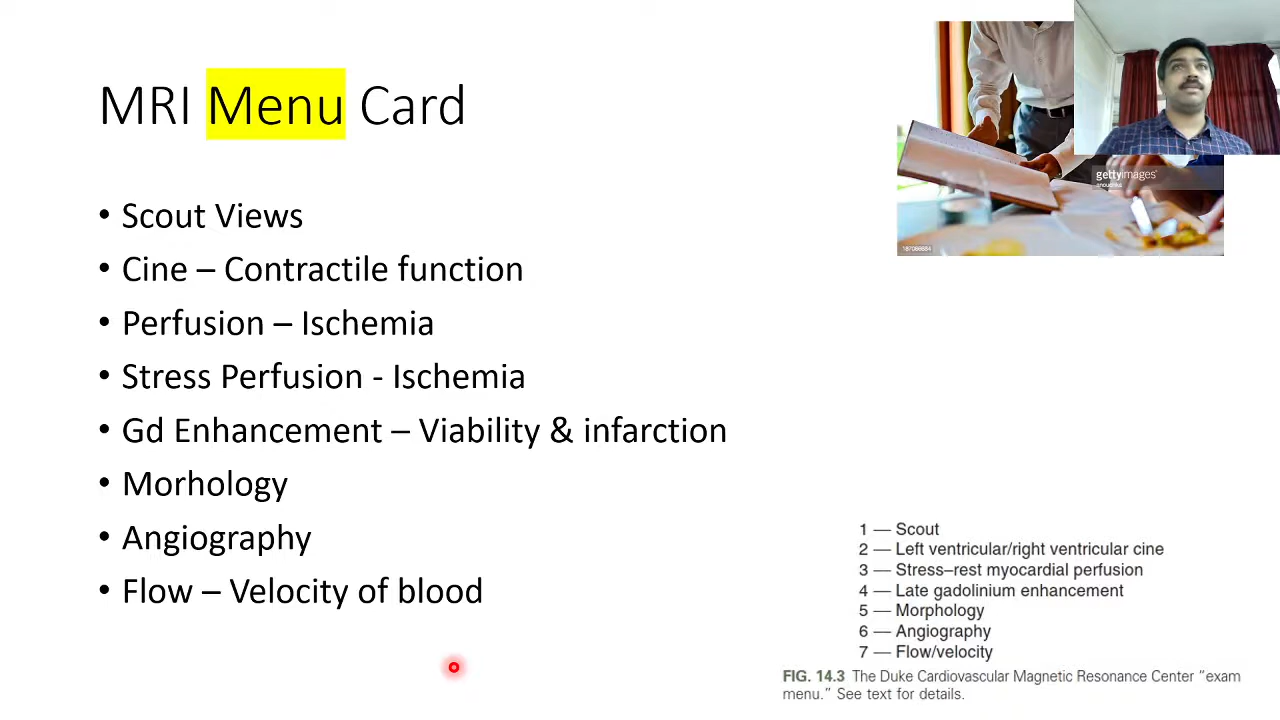 MRI Menu Card
• Scout Views
• Cine – Contractile function
• Perfusion – Ischemia
• Stress Perfusion - Ischemia
• Gd Enhancement – Viability & infarction
• Morhology
• Angiography
• Flow – Velocity of blood
gettyimages
1 — Scout
2 — Left ventricular/right ventricular cine
3 — Stress–rest myocardial perfusion
4 — Late gadolinium enhancement
5 — Morphology
6 — Angiography
7 — Flow/velocity
FIG. 14.3 The Duke Cardiovascular Magnetic Resonance Center “exam
menu.” See text for details.